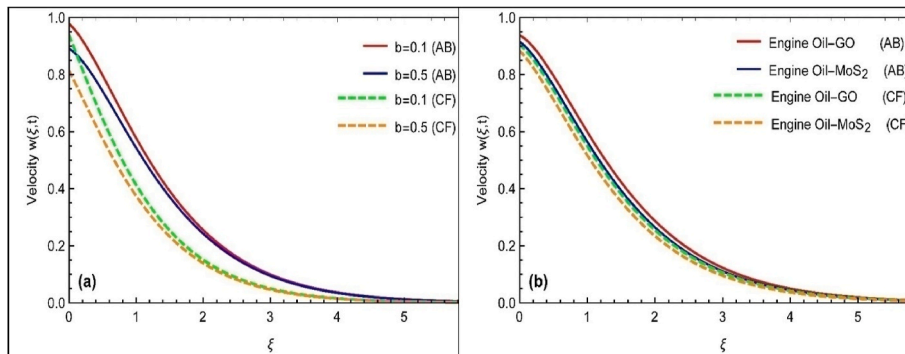 1.0
0.8
0.6
0.4
0.2
0.0
Velocity w(ξ,t)
b=0.1 (AB)
b=0.5 (AB)
b=0.1 (CF)
b=0.5 (CF)
(a)
0 1 2 3 4 5
ξ
1.0
0.8
0.6
0.4
0.2
0.0
Velocity w(ξ,t)
Engine Oil–GO (AB)
Engine Oil–MoS₂ (AB)
Engine Oil–GO (CF)
Engine Oil–MoS₂ (CF
(b)
0 1 2 3 4 5
ξ